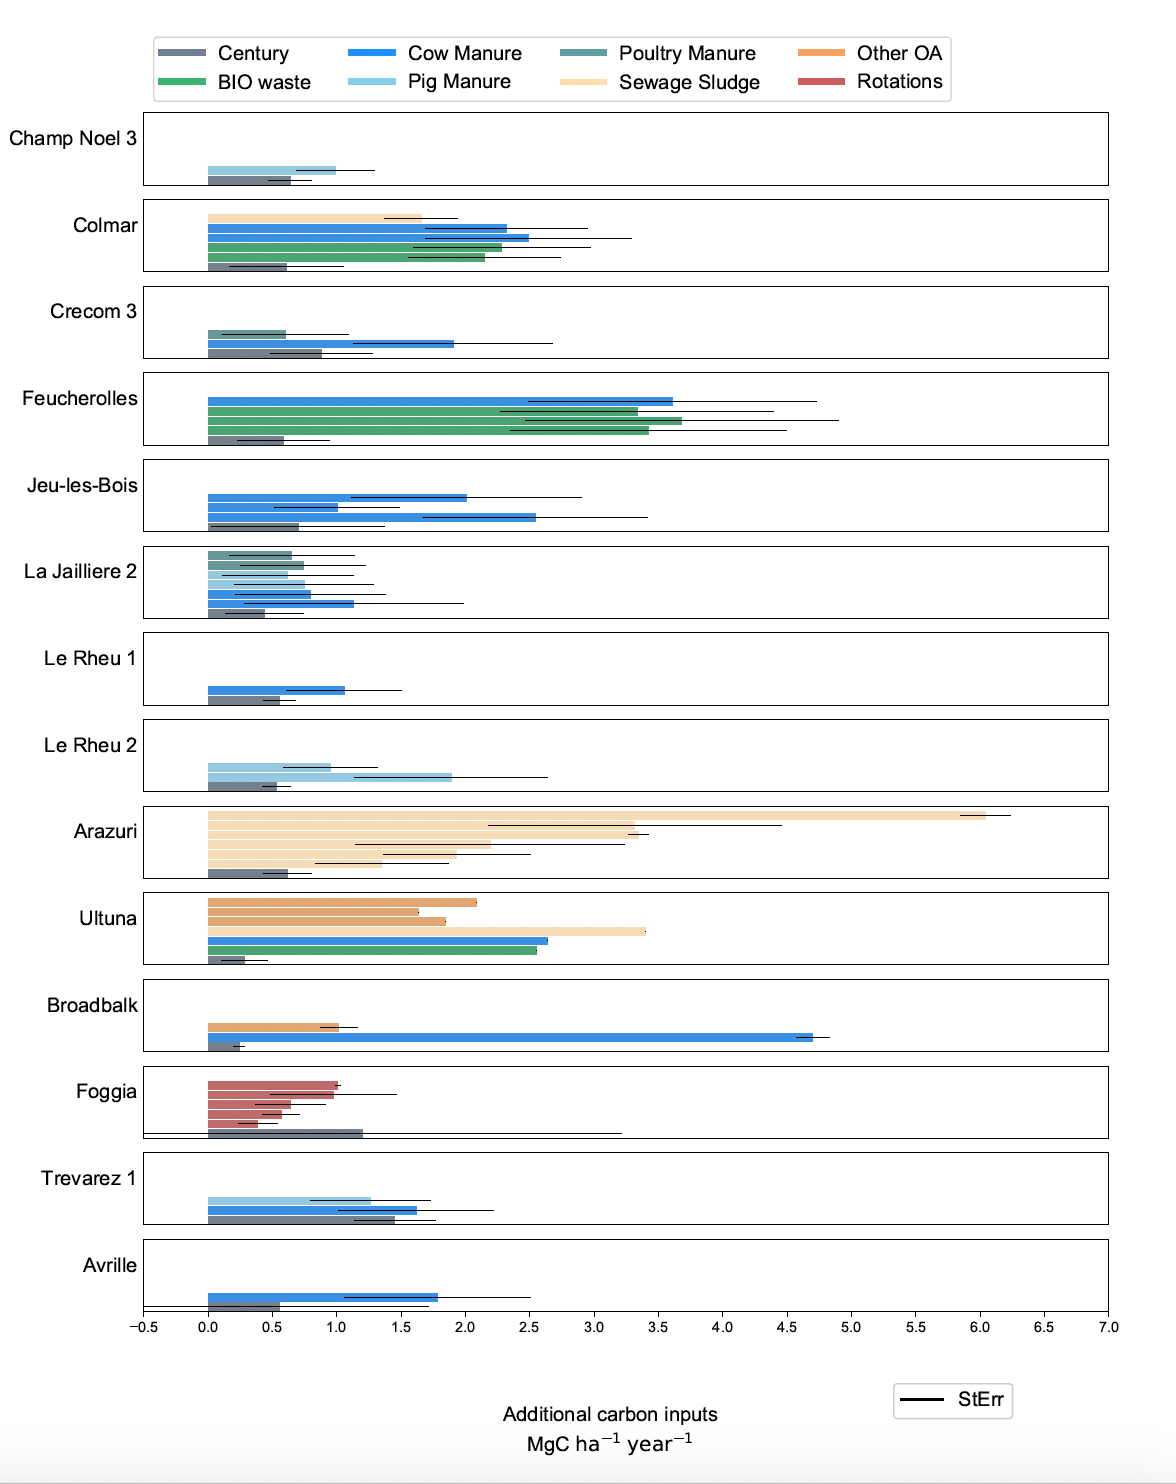 Century Cow Manure Poultry Manure Other OA
BIO waste Pig Manure Sewage Sludge Rotations
Champ Noel 3
Colmar
Crecom 3
Feucherolles
Jeu-les-Bois
La Jailliere 2
Le Rheu 1
Le Rheu 2
Arazuri
Ultuna
Broadbalk
Foggia
Trevarez 1
Avrille
−0.5 0.0 0.5 1.0 1.5 2.0 2.5 3.0 3.5 4.0 4.5 5.0 5.5 6.0 6.5 7.0
StErr
Additional carbon inputs
MgC ha⁻¹ year⁻¹